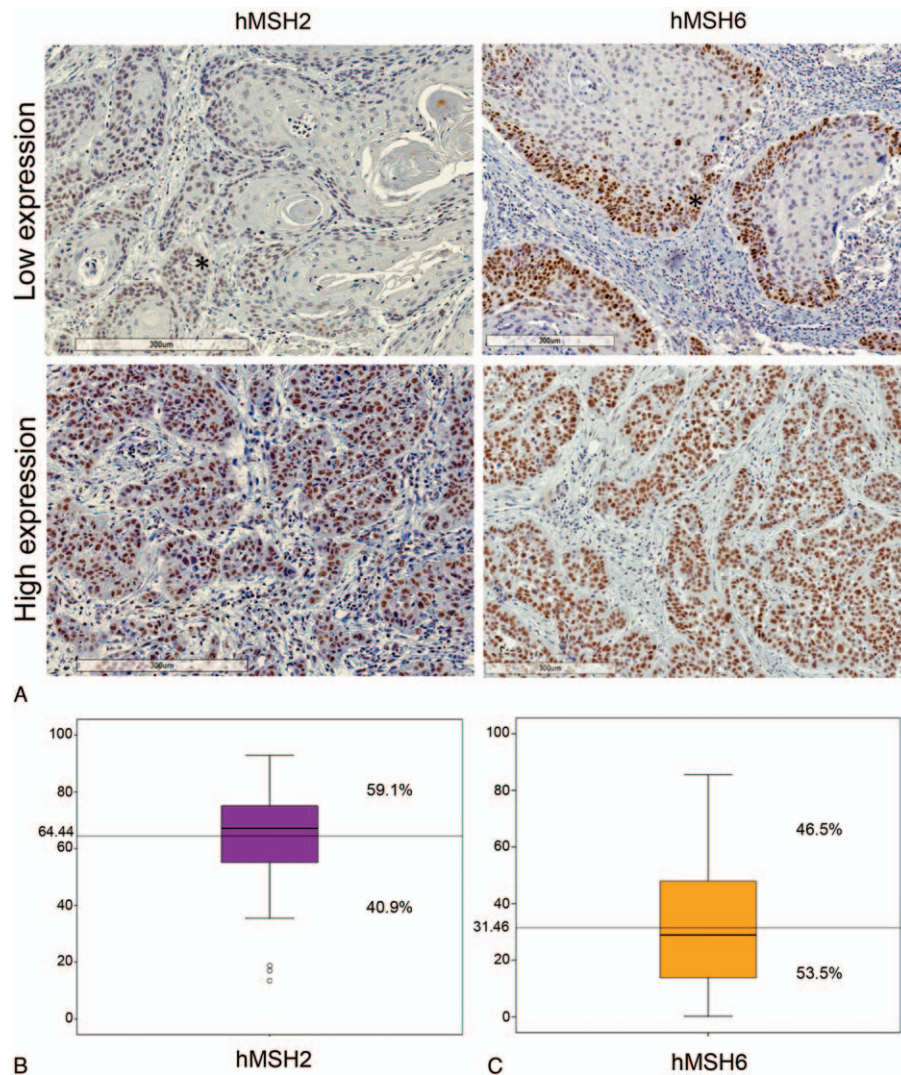 hMSH2
hMSH6
Low expression
*
*
300um
300um
High expression
300um
300um
A
100
80
64.44
60
40
20
0
59.1%
40.9%
hMSH2
B
100
80
60
40
31.46
20
0
46.5%
53.5%
hMSH6
C